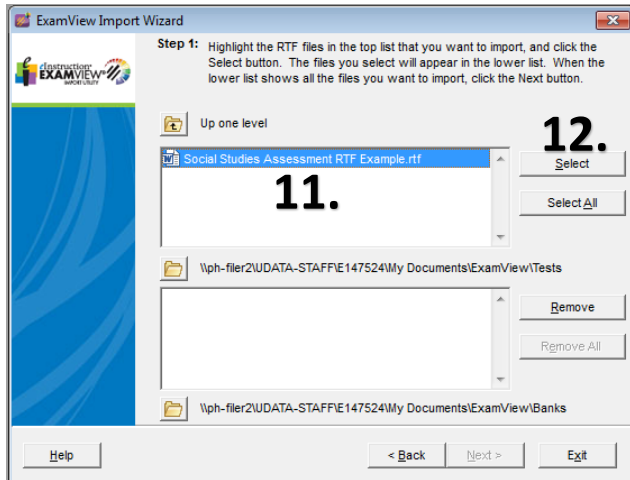 ExamView Import Wizard
Step 1: Highlight the RTF files in the top list that you want to import, and click the
Select button. The files you select will appear in the lower list. When the
lower list shows all the files you want to import, click the Next button.
eInstruction
EXAMVIEW
IMPORT UTILITY
Up one level
12.
Social Studies Assessment RTF Example.rtf
Select
11.
Select All
\\ph-filer2\UDATA-STAFF\E147524\My Documents\ExamView\Tests
Remove
Remove All
\\ph-filer2\UDATA-STAFF\E147524\My Documents\ExamView\Banks
Help
< Back
Next >
Exit